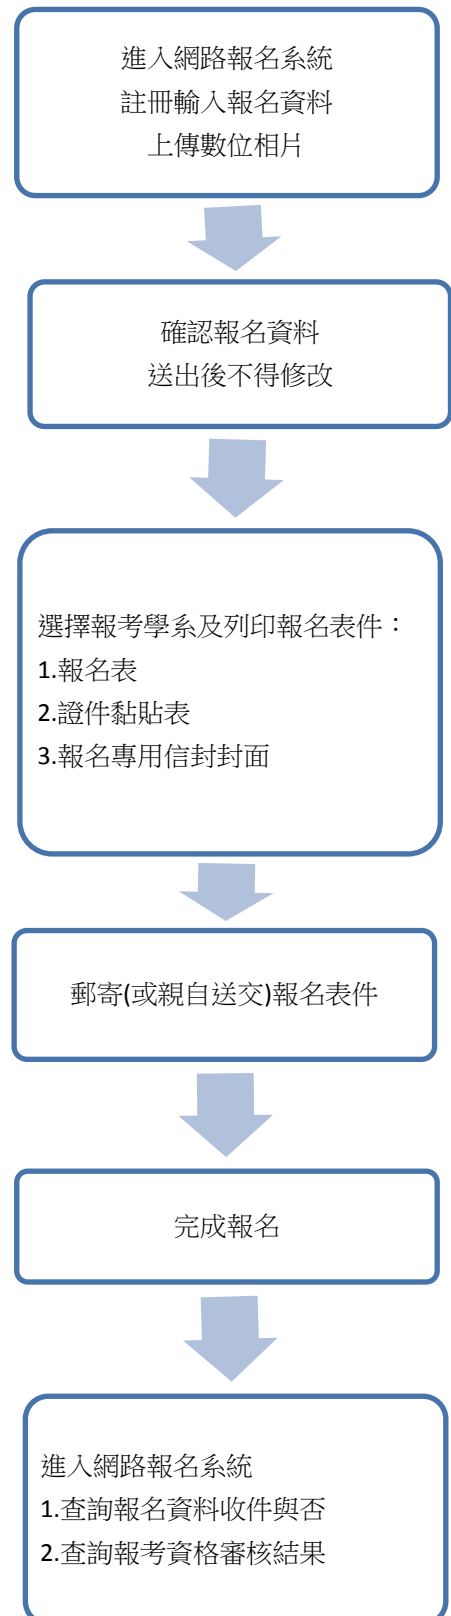 進入網路報名系統
註冊輸入報名資料
上傳數位相片
確認報名資料
送出後不得修改
選擇報考學系及列印報名表件：
1.報名表
2.證件黏貼表
3.報名專用信封封面
郵寄(或親自送交)報名表件
完成報名
進入網路報名系統
1.查詢報名資料收件與否
2.查詢報考資格審核結果